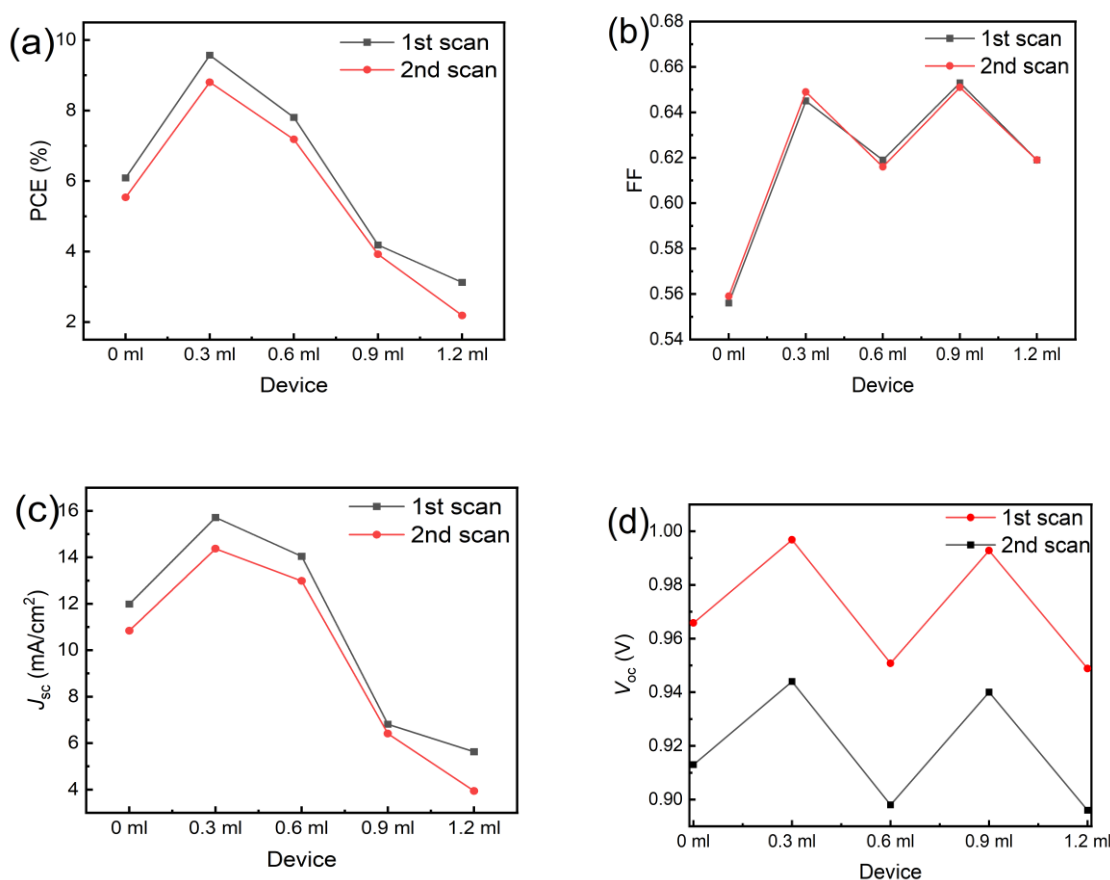 (a)
1st scan
2nd scan
10
8
6
4
2
PCE (%)
0 ml 0.3 ml 0.6 ml 0.9 ml 1.2 ml
Device
(b)
1st scan
2nd scan
0.68
0.66
0.64
0.62
0.60
0.58
0.56
0.54
FF
0 ml 0.3 ml 0.6 ml 0.9 ml 1.2 ml
Device
(c)
1st scan
2nd scan
16
14
12
10
8
6
4
Jsc (mA/cm²)
0 ml 0.3 ml 0.6 ml 0.9 ml 1.2 ml
Device
(d)
1st scan
2nd scan
1.00
0.98
0.96
0.94
0.92
0.90
Voc (V)
0 ml 0.3 ml 0.6 ml 0.9 ml 1.2 ml
Device